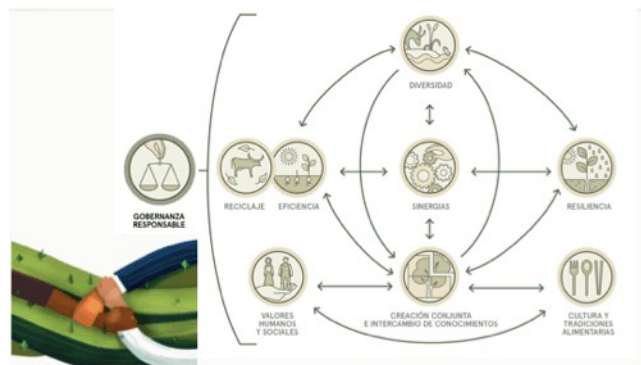 DIVERSIDAD
GOBERNANZA
RESPONSABLE
RECICLAJE
EFICIENCIA
SINERGIAS
RESILIENCIA
VALORES
HUMANOS
Y SOCIALES
CREACIÓN CONJUNTA
E INTERCAMBIO DE CONOCIMIENTOS
CULTURA Y
TRADICIONES
ALIMENTARIAS